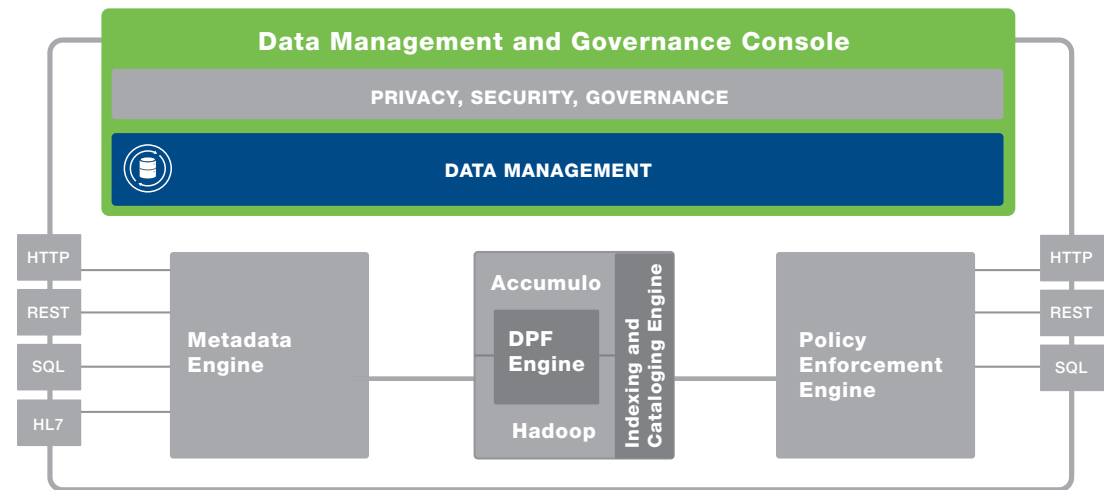 Data Management and Governance Console
PRIVACY, SECURITY, GOVERNANCE
DATA MANAGEMENT
HTTP
REST
SQL
HL7
Metadata
Engine
Accumulo
DPF
Engine
Hadoop
Indexing and
Cataloging Engine
Policy
Enforcement
Engine
HTTP
REST
SQL